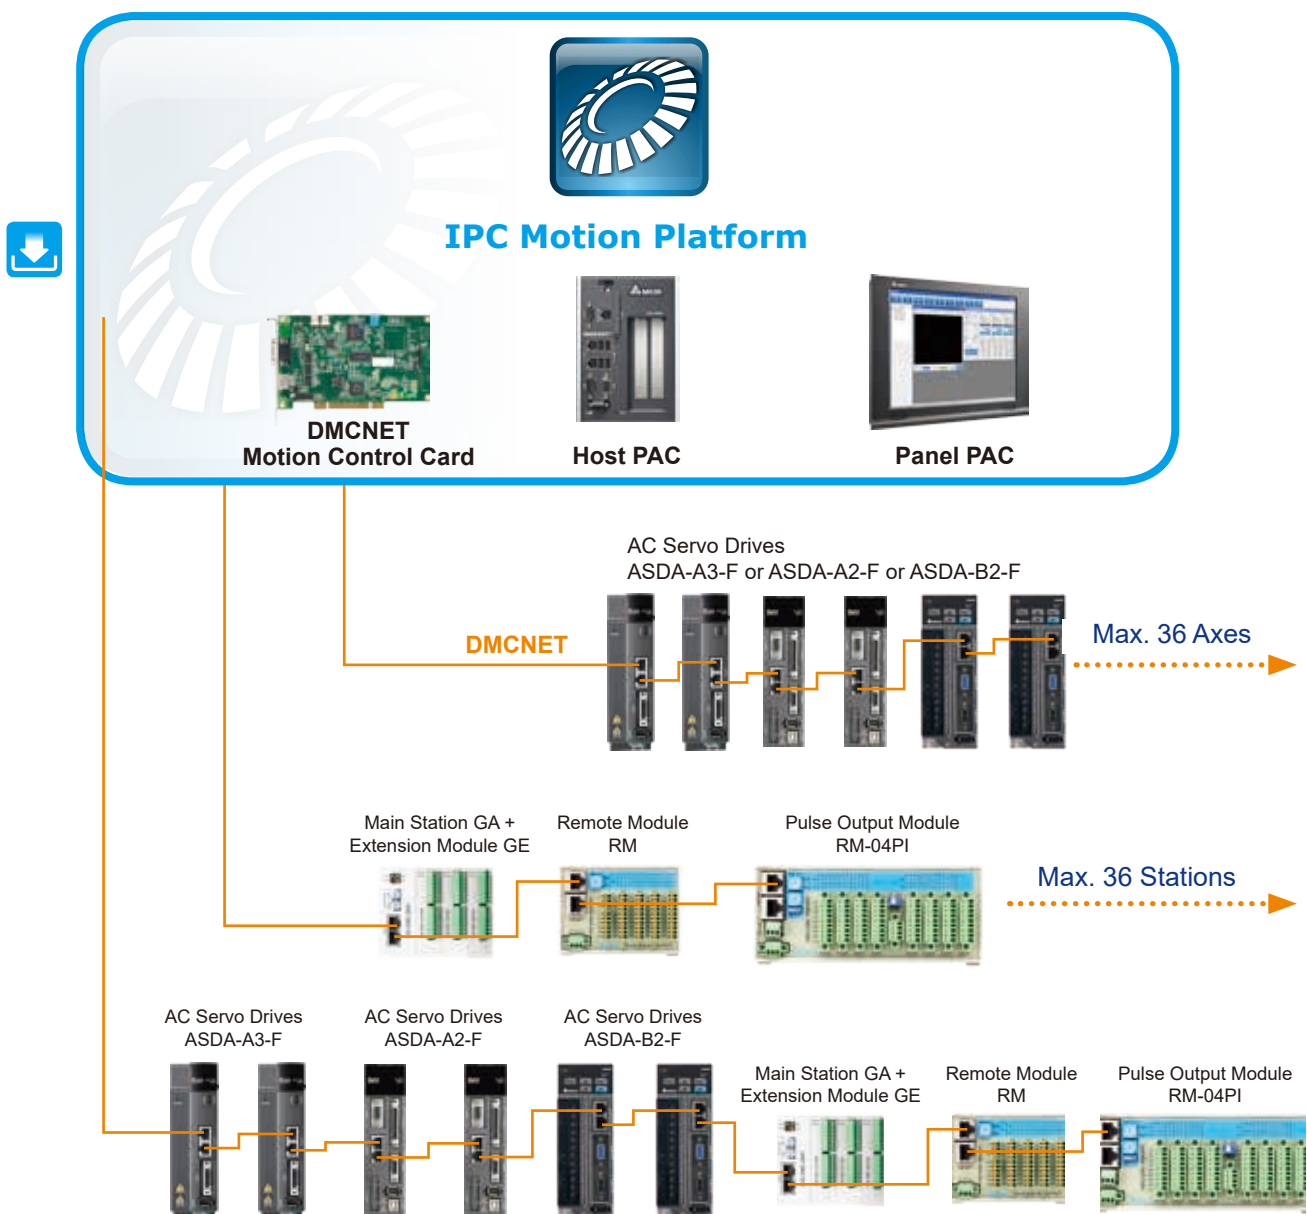 IPC Motion Platform
DMCNET
Motion Control Card
Host PAC
Panel PAC
AC Servo Drives
ASDA-A3-F or ASDA-A2-F or ASDA-B2-F
DMCNET
Max. 36 Axes
Main Station GA +
Extension Module GE
Remote Module
RM
Pulse Output Module
RM-04PI
Max. 36 Stations
AC Servo Drives
ASDA-A3-F
AC Servo Drives
ASDA-A2-F
AC Servo Drives
ASDA-B2-F
Main Station GA +
Extension Module GE
Remote Module
RM
Pulse Output Module
RM-04PI